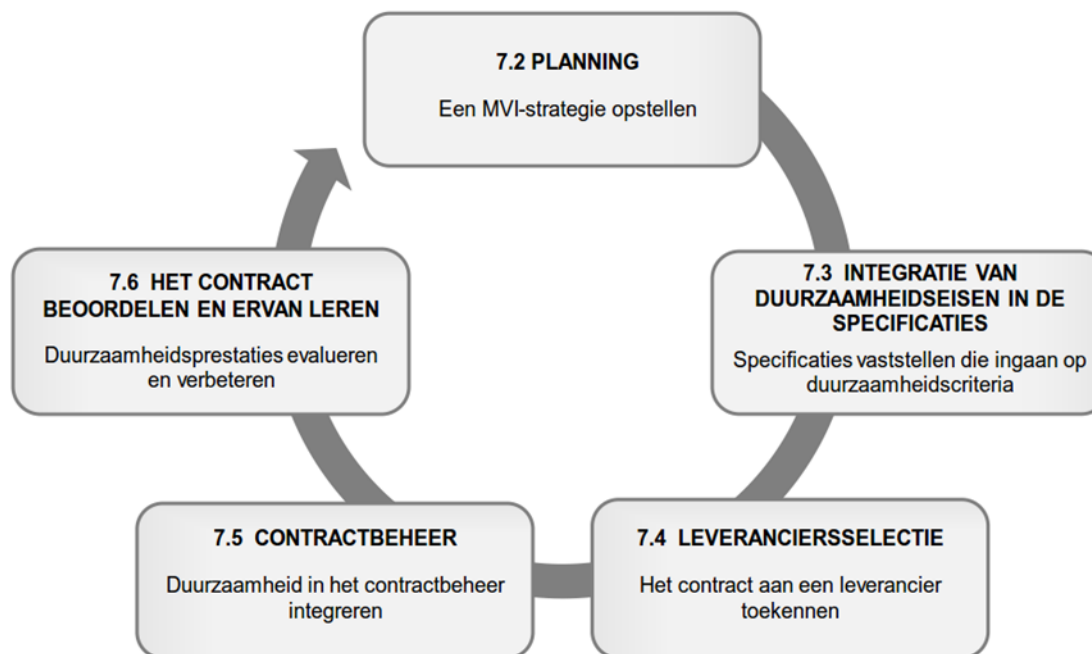 7.2 PLANNING
Een MVI-strategie opstellen
7.3 INTEGRATIE VAN
DUURZAAMHEIDSEISEN IN DE
SPECIFICATIES
Specificaties vaststellen die ingaan op
duurzaamheidscriteria
7.4 LEVERANCIERSSELECTIE
Het contract aan een leverancier
toekennen
7.5 CONTRACTBEHEER
Duurzaamheid in het contractbeheer
integreren
7.6 HET CONTRACT
BEOORDELEN EN ERVAN LEREN
Duurzaamheidsprestaties evalueren
en verbeteren